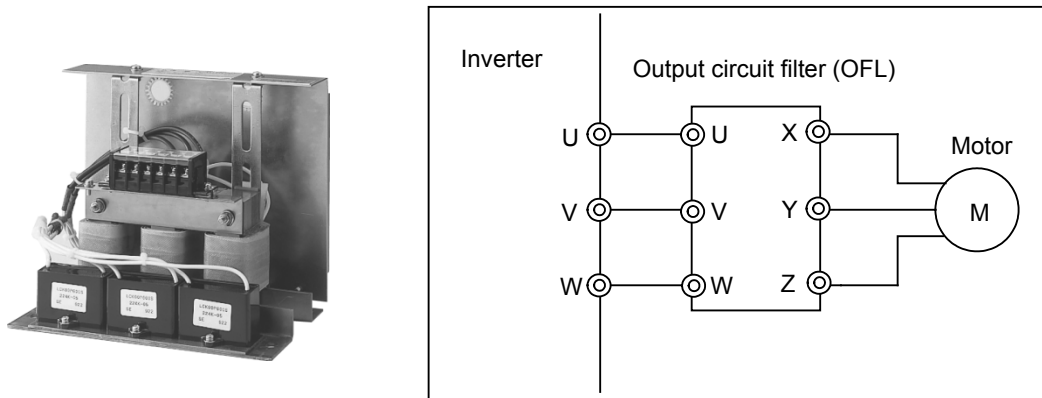 Inverter
Output circuit filter (OFL)
U U X
Motor
V V Y M
W W Z